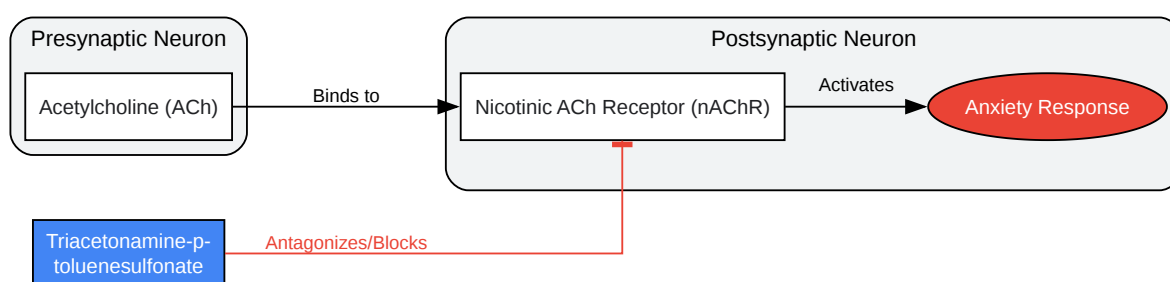 Presynaptic Neuron
Postsynaptic Neuron
Acetylcholine (ACh)
Binds to
Nicotinic ACh Receptor (nAChR)
Activates
Anxiety Response
Triacetonamine-p-
toluenesulfonate
Antagonizes/Blocks